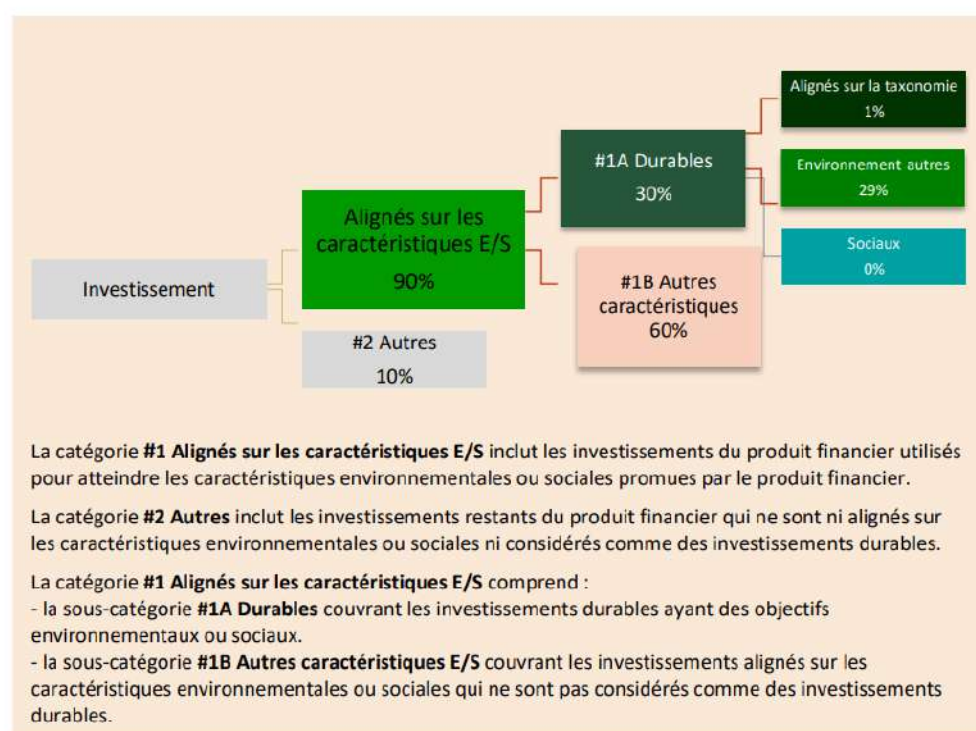 Alignés sur la taxonomie
1%
#1A Durables
30%
Environnement autres
29%
Alignés sur les
caractéristiques E/S
90%
Sociaux
0%
Investissement
#1B Autres
caractéristiques
60%
#2 Autres
10%
La catégorie #1 Alignés sur les caractéristiques E/S inclut les investissements du produit financier utilisés
pour atteindre les caractéristiques environnementales ou sociales promues par le produit financier.
La catégorie #2 Autres inclut les investissements restants du produit financier qui ne sont ni alignés sur
les caractéristiques environnementales ou sociales ni considérés comme des investissements durables.
La catégorie #1 Alignés sur les caractéristiques E/S comprend :
- la sous-catégorie #1A Durables couvrant les investissements durables ayant des objectifs
environnementaux ou sociaux.
- la sous-catégorie #1B Autres caractéristiques E/S couvrant les investissements alignés sur les
caractéristiques environnementales ou sociales qui ne sont pas considérés comme des investissements
durables.